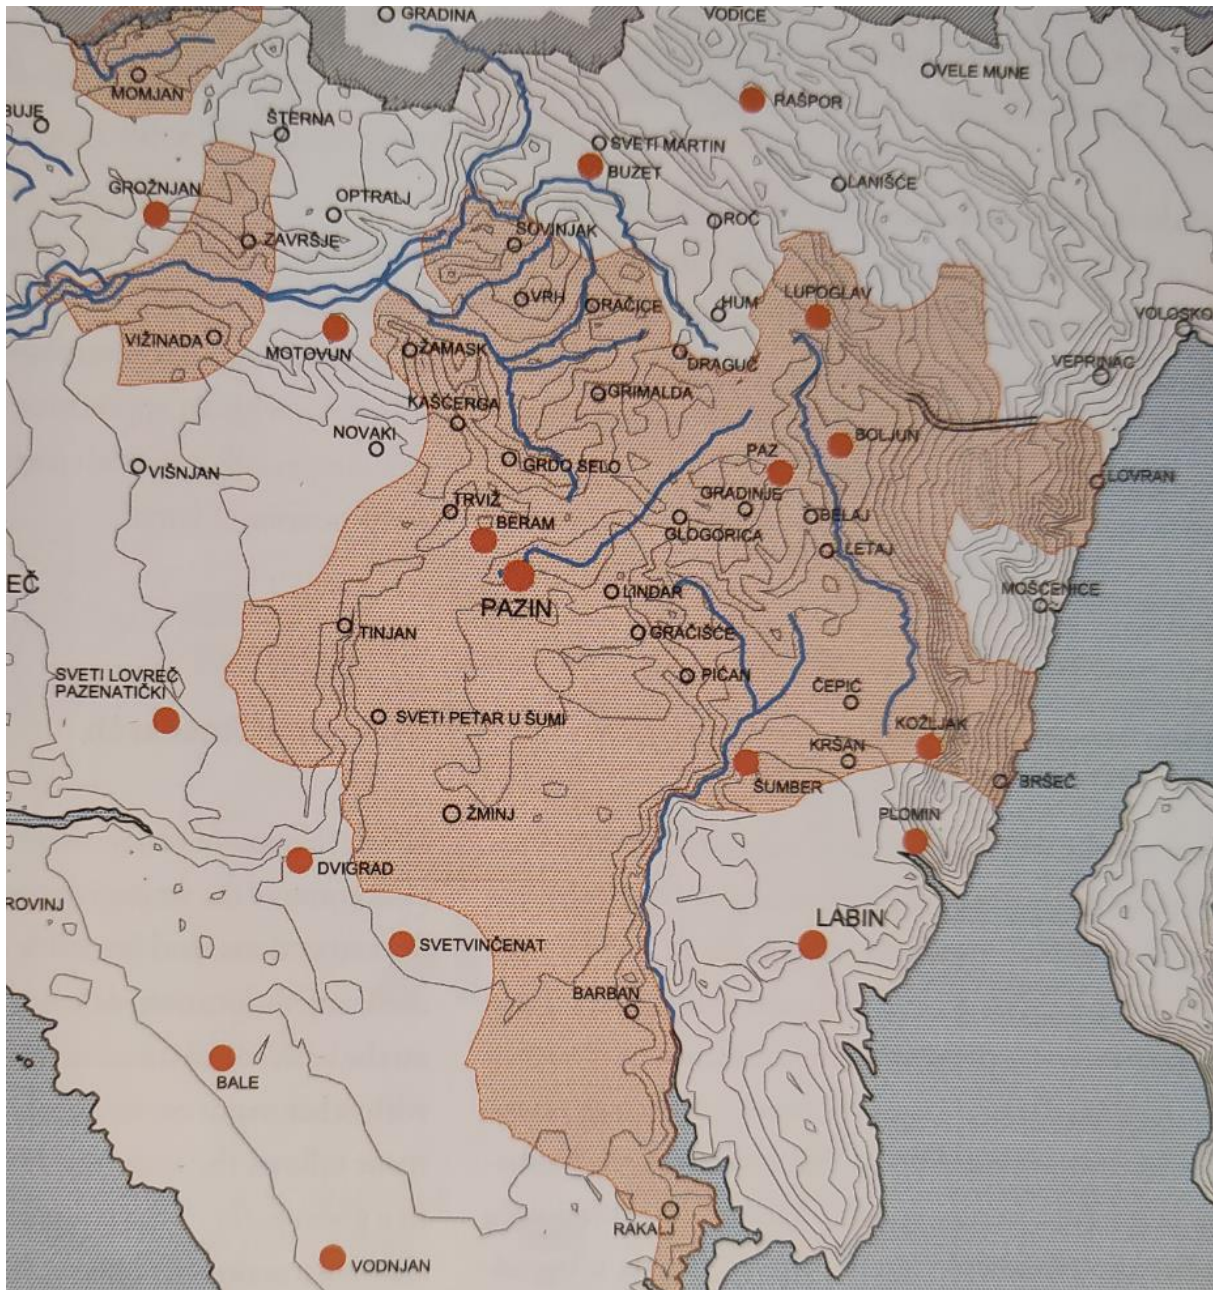 GRADINA
VODICE
MOMJAN
VELE MUNE
RAŠPOR
BUJE
ŠTERNA
SVETI MARTIN
BUZET
GROŽNJAN
OPTRALJ
LANIŠĆE
ROČ
ZAVRŠJE
SOVINJAK
VRH
RAČICE
HUM
LUPOGLAV
VOLOSKO
VIŽINADA
MOTOVUN
ŽAMASK
DRAGUĆ
VEPRINAC
KAŠĆERGA
GRIMALDA
NOVAKI
BOLJUN
VIŠNJAN
GRDO SELO
PAZ
LOVRAN
TRVIŽ
GRADINJE
BERAM
GLOGORICA
BELAJ
LETAJ
EČ
PAZIN
LINDAR
MOŠĆENICE
TINJAN
GRAČIŠĆE
SVETI LOVREČ
PAZENATIČKI
PIĆAN
ČEPIĆ
SVETI PETAR U ŠUMI
KOŽLJAK
KRŠAN
ŠUMBER
BRŠEČ
ŽMINJ
PLOMIN
DVIGRAD
ROVINJ
LABIN
SVETVINČENAT
BARBAN
BALE
RAKALJ
VODNJAN